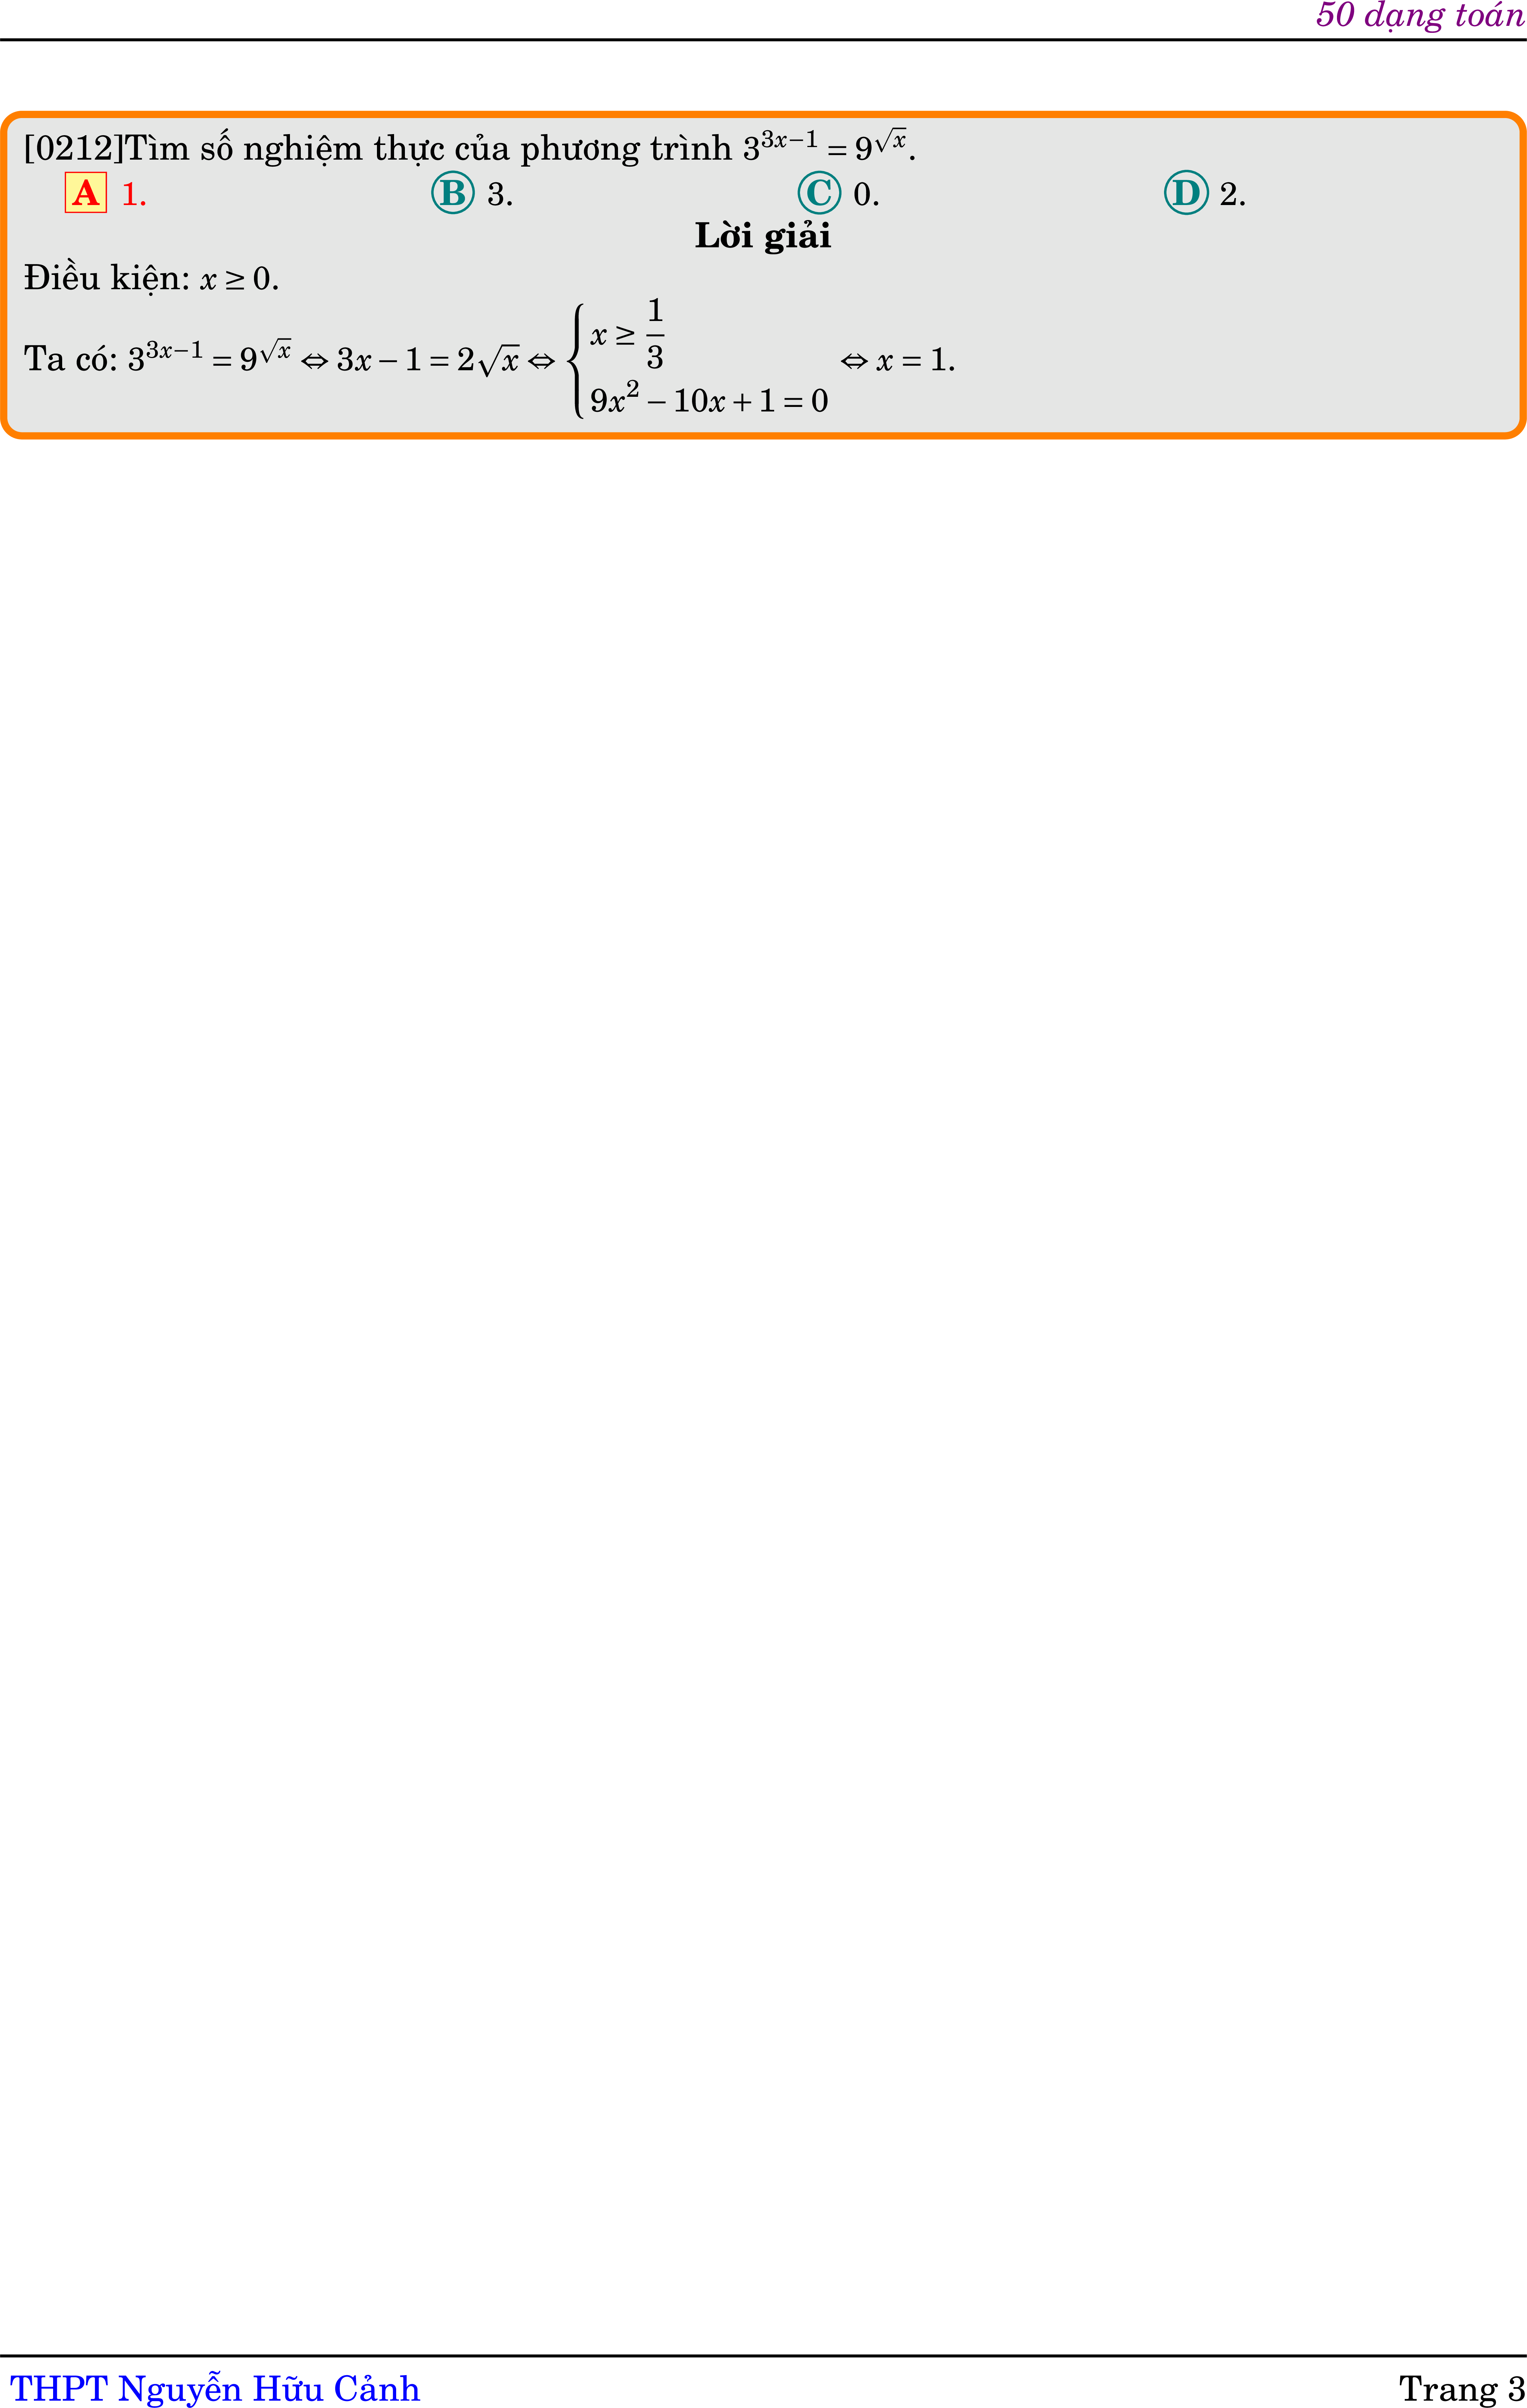 50 dạng toán
[0212]Tìm số nghiệm thực của phương trình $3^{3x-1} = 9^{\sqrt{x}}$.
A 1. B 3. C 0. D 2.
Lời giải
Điều kiện: $x \geq 0$.
Ta có: $3^{3x-1} = 9^{\sqrt{x}} \Leftrightarrow 3x - 1 = 2\sqrt{x} \Leftrightarrow \begin{cases} x \geq \dfrac{1}{3} \\ 9x^2 - 10x + 1 = 0 \end{cases} \Leftrightarrow x = 1.$
THPT Nguyễn Hữu Cảnh Trang 3